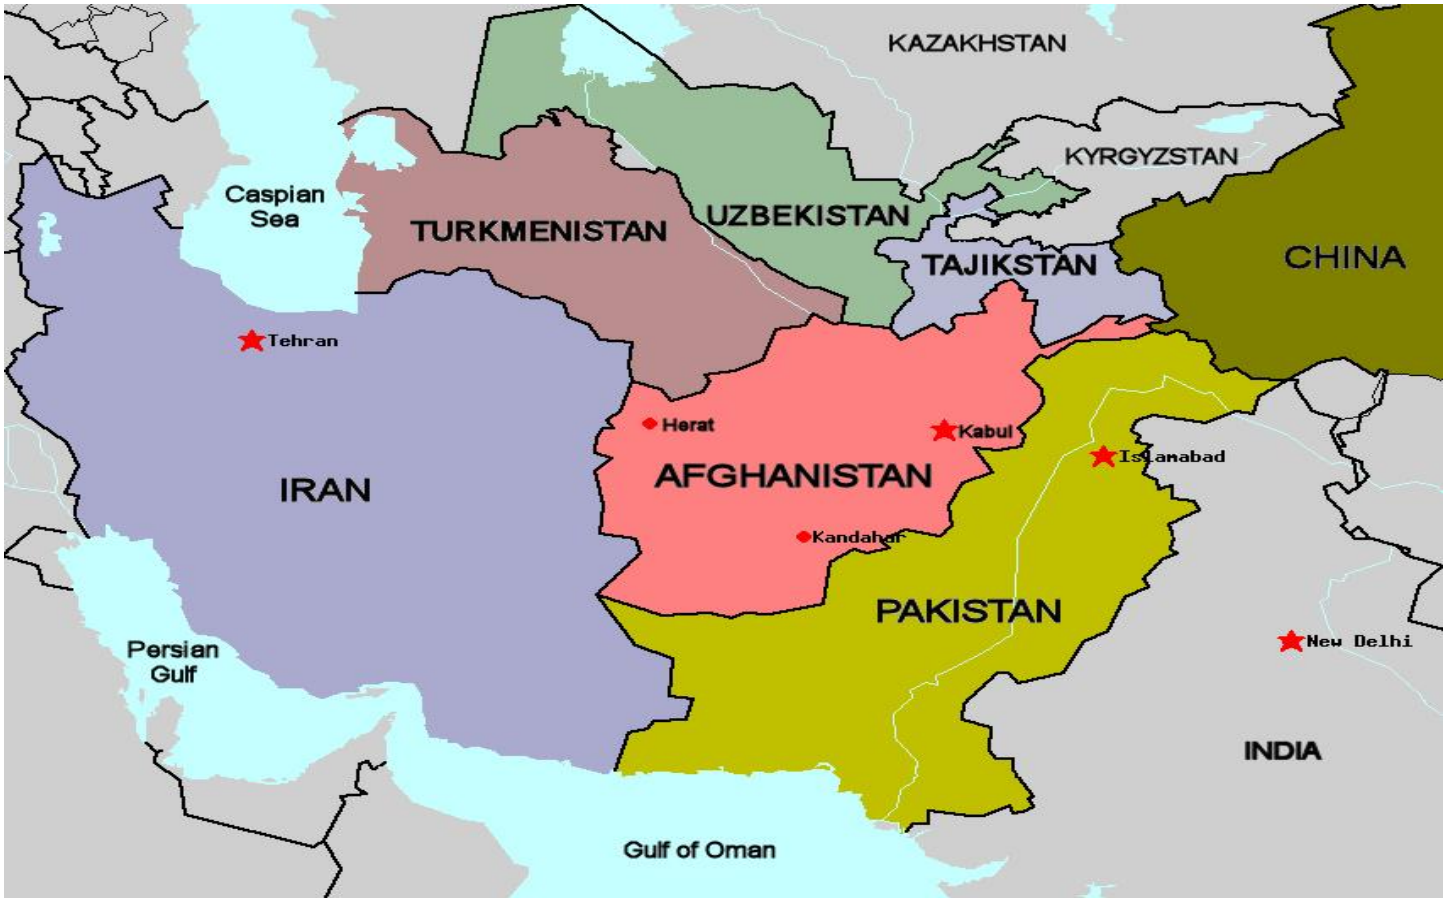 KAZAKHSTAN
KYRGYZSTAN
Caspian
Sea
TURKMENISTAN
UZBEKISTAN
TAJIKSTAN
CHINA
Tehran
Herat
Kabul
Islamabad
AFGHANISTAN
IRAN
Kandahar
PAKISTAN
New Delhi
Persian
Gulf
INDIA
Gulf of Oman